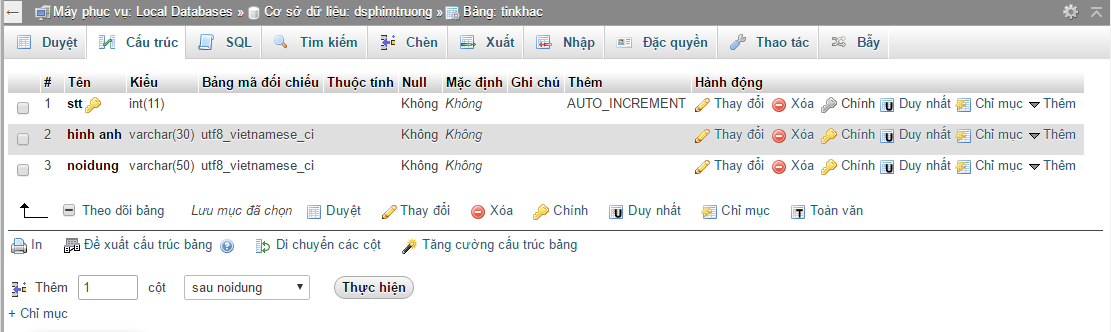 Máy phục vụ: Local Databases » Cơ sở dữ liệu: dsphimtruong » Bảng: tinkhac
Duyệt Cấu trúc SQL Tìm kiếm Chèn Xuất Nhập Đặc quyền Thao tác Bẫy
# Tên Kiểu Bảng mã đối chiếu Thuộc tính Null Mặc định Ghi chú Thêm Hành động
1 stt int(11) Không Không AUTO_INCREMENT Thay đổi Xóa Chính Duy nhất Chỉ mục Thêm
2 hinh anh varchar(30) utf8_vietnamese_ci Không Không Thay đổi Xóa Chính Duy nhất Chỉ mục Thêm
3 noidung varchar(50) utf8_vietnamese_ci Không Không Thay đổi Xóa Chính Duy nhất Chỉ mục Thêm
Theo dõi bảng Lưu mục đã chọn Duyệt Thay đổi Xóa Chính Duy nhất Chỉ mục Toàn văn
In Đề xuất cấu trúc bảng Di chuyển các cột Tăng cường cấu trúc bảng
Thêm 1 cột sau noidung Thực hiện
+ Chỉ mục